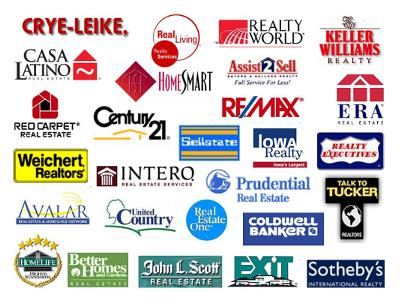 CRYE-LEIKE®
Real Living
Realty Services
REALTY
WORLD®
KELLER
WILLIAMS
REALTY
CASA
LATINO
REAL ESTATE
HOMESMART
Assist2Sell
BUYERS & SELLERS REALTY
Full Service For Less!
RED CARPET®
REAL ESTATE
Century
21®
RE/MAX®
ERA®
REAL ESTATE
Sellstate
IOWA
Realty
Iowa's Largest
REALTY
EXECUTIVES
Weichert
Realtors®
INTERO®
REAL ESTATE SERVICES
Prudential
Real Estate
TALK TO
TUCKER
REALTORS
AVALAR
REAL ESTATE & MORTGAGE NETWORK
United
Country
Real Estate
Real
Estate
One®
COLDWELL
BANKER
HOMELIFE
HIGHER STANDARDS
Better
Homes
and Gardens
REAL ESTATE
John L. Scott
REAL ESTATE
EXIT
Sotheby's
INTERNATIONAL REALTY